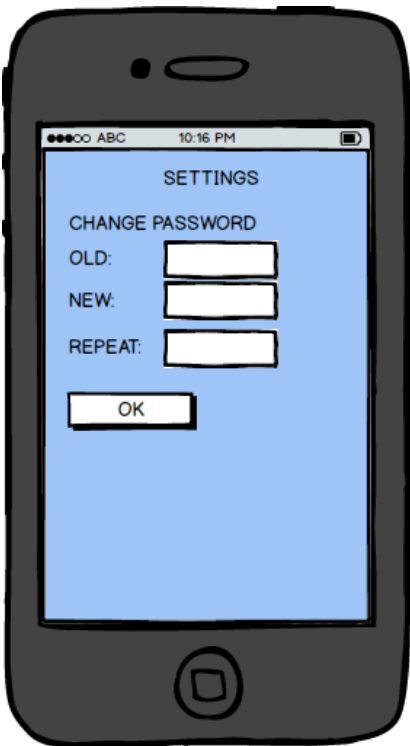 ABC 10:16 PM
SETTINGS
CHANGE PASSWORD
OLD:
NEW:
REPEAT:
OK